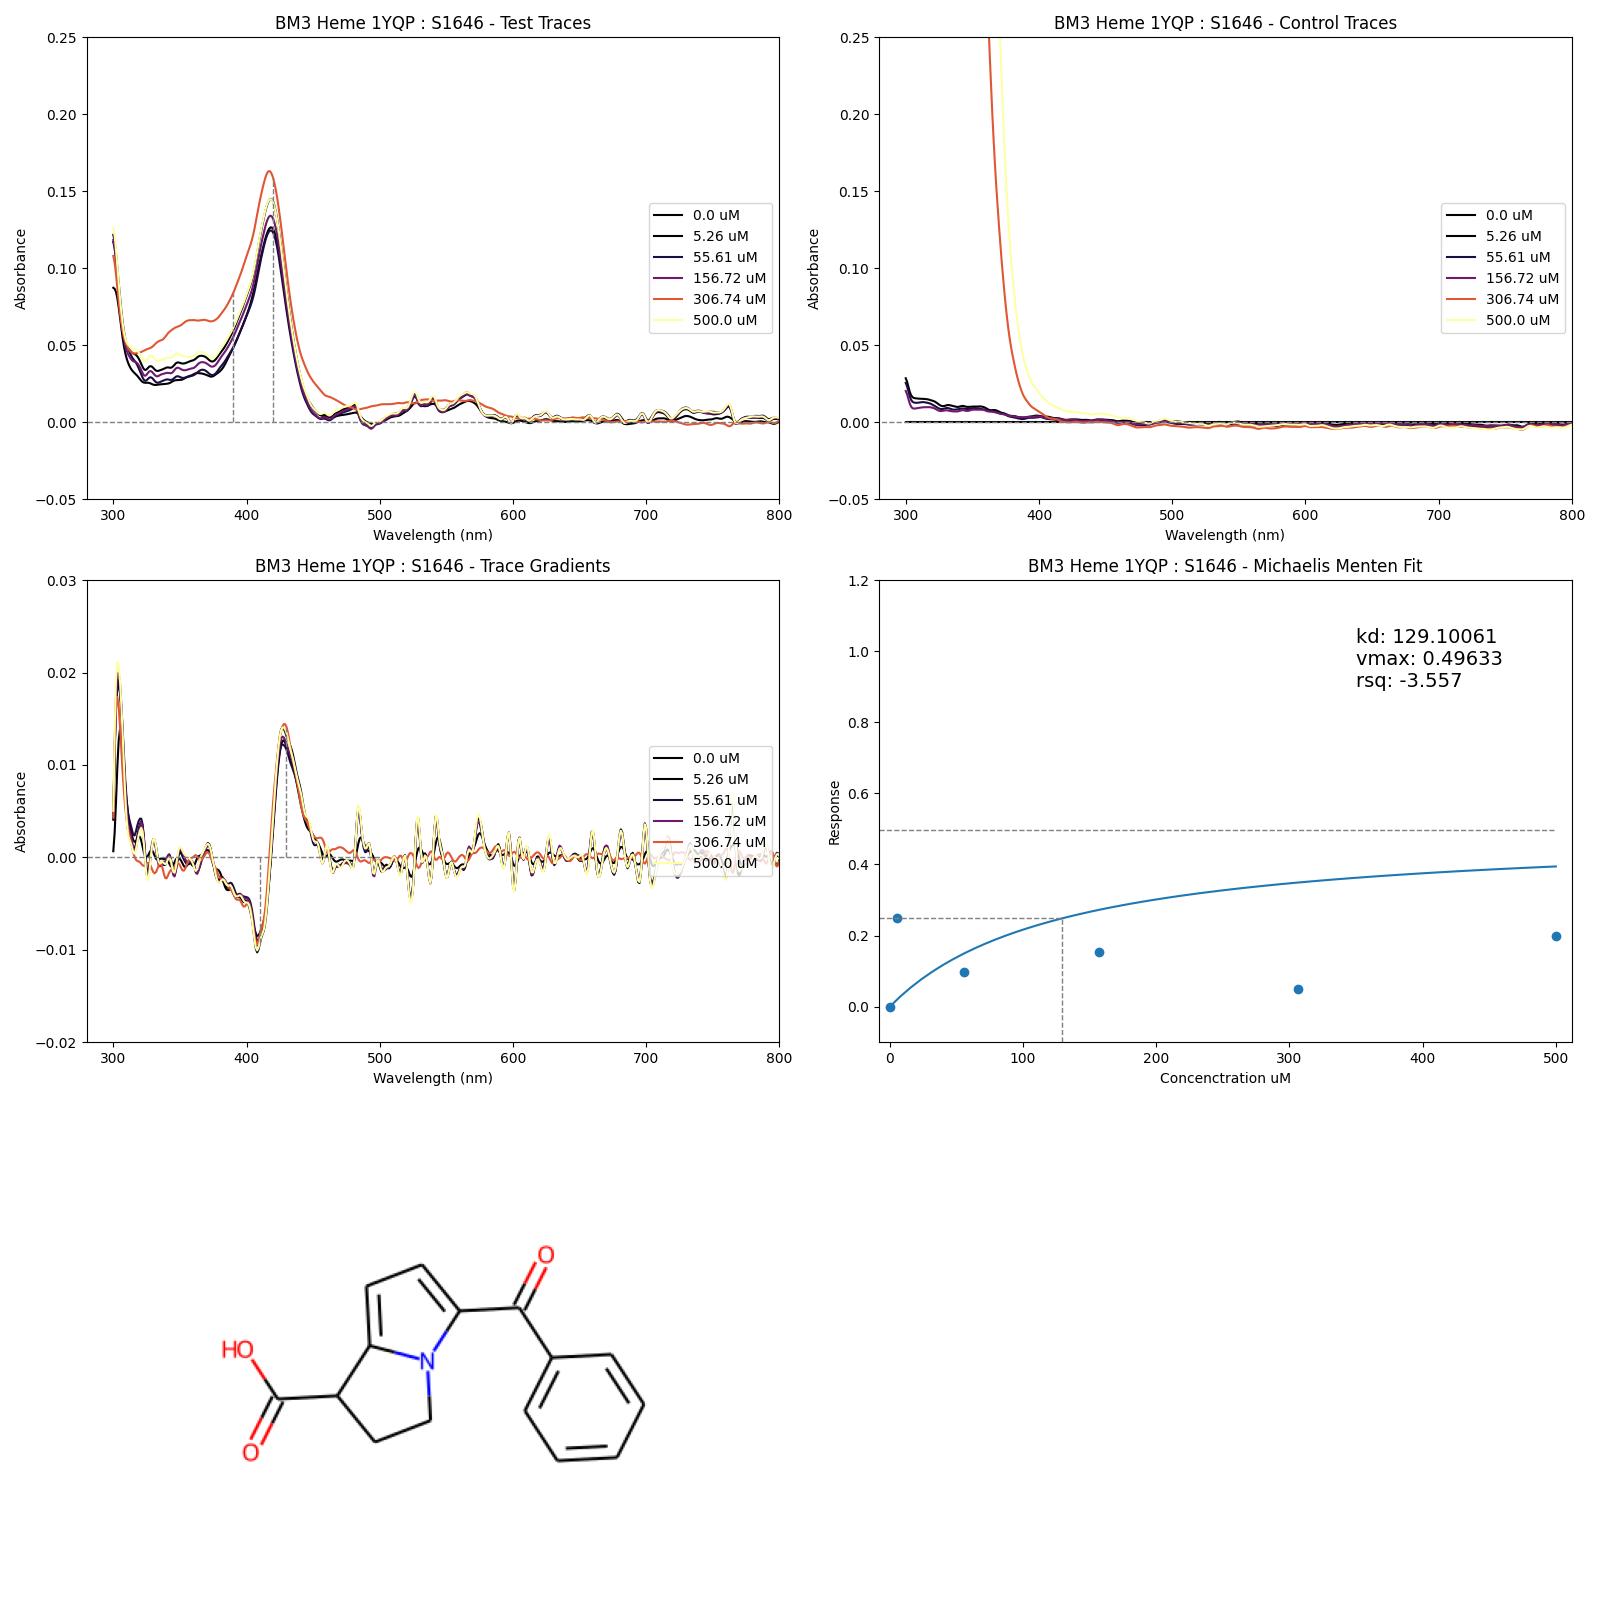 BM3 Heme 1YQP : S1646 - Test Traces
0.25
0.20
0.15
0.10
0.05
0.00
−0.05
Absorbance
300 400 500 600 700 800
Wavelength (nm)
0.0 uM
5.26 uM
55.61 uM
156.72 uM
306.74 uM
500.0 uM
BM3 Heme 1YQP : S1646 - Control Traces
0.25
0.20
0.15
0.10
0.05
0.00
−0.05
Absorbance
300 400 500 600 700 800
Wavelength (nm)
0.0 uM
5.26 uM
55.61 uM
156.72 uM
306.74 uM
500.0 uM
BM3 Heme 1YQP : S1646 - Trace Gradients
0.03
0.02
0.01
0.00
−0.01
−0.02
Absorbance
300 400 500 600 700 800
Wavelength (nm)
0.0 uM
5.26 uM
55.61 uM
156.72 uM
306.74 uM
500.0 uM
BM3 Heme 1YQP : S1646 - Michaelis Menten Fit
1.2
1.0
0.8
0.6
0.4
0.2
0.0
Response
kd: 129.10061
vmax: 0.49633
rsq: -3.557
0 100 200 300 400 500
Concenctration uM
O
HO
N
O